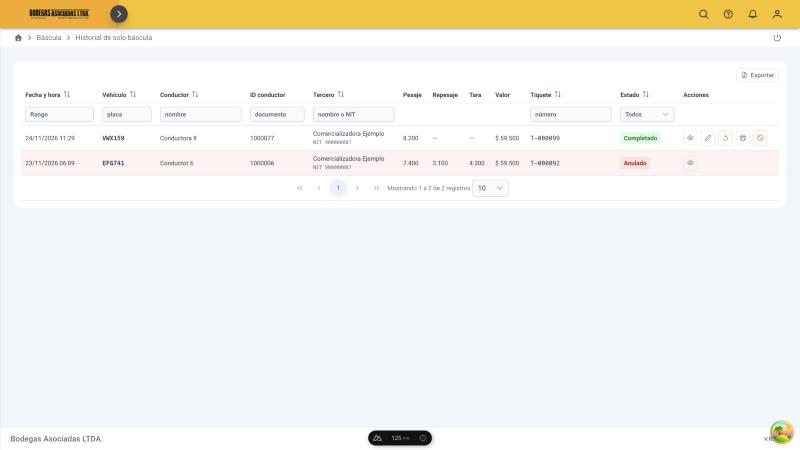 BODEGAS ASOCIADAS LTDA.
Báscula
Historial de solo báscula
Exportar
Fecha y hora Vehículo Conductor ID conductor Tercero Pesaje Repesaje Tara Valor Tiquete Estado Acciones
Rango placa nombre documento nombre o NIT número Todos
24/11/2026 11:29 VWX159 Conductora 8 1000077 Comercializadora Ejemplo 8.200 — — $ 59.500 T-000099 Completado
NIT 900000087
23/11/2026 06:09 EFG741 Conductor 6 1000006 Comercializadora Ejemplo 7.400 3.100 4.300 $ 59.500 T-000092 Anulado
NIT 900000087
1 Mostrando 1 a 2 de 2 registros 10
Bodegas Asociadas LTDA.
125 ms